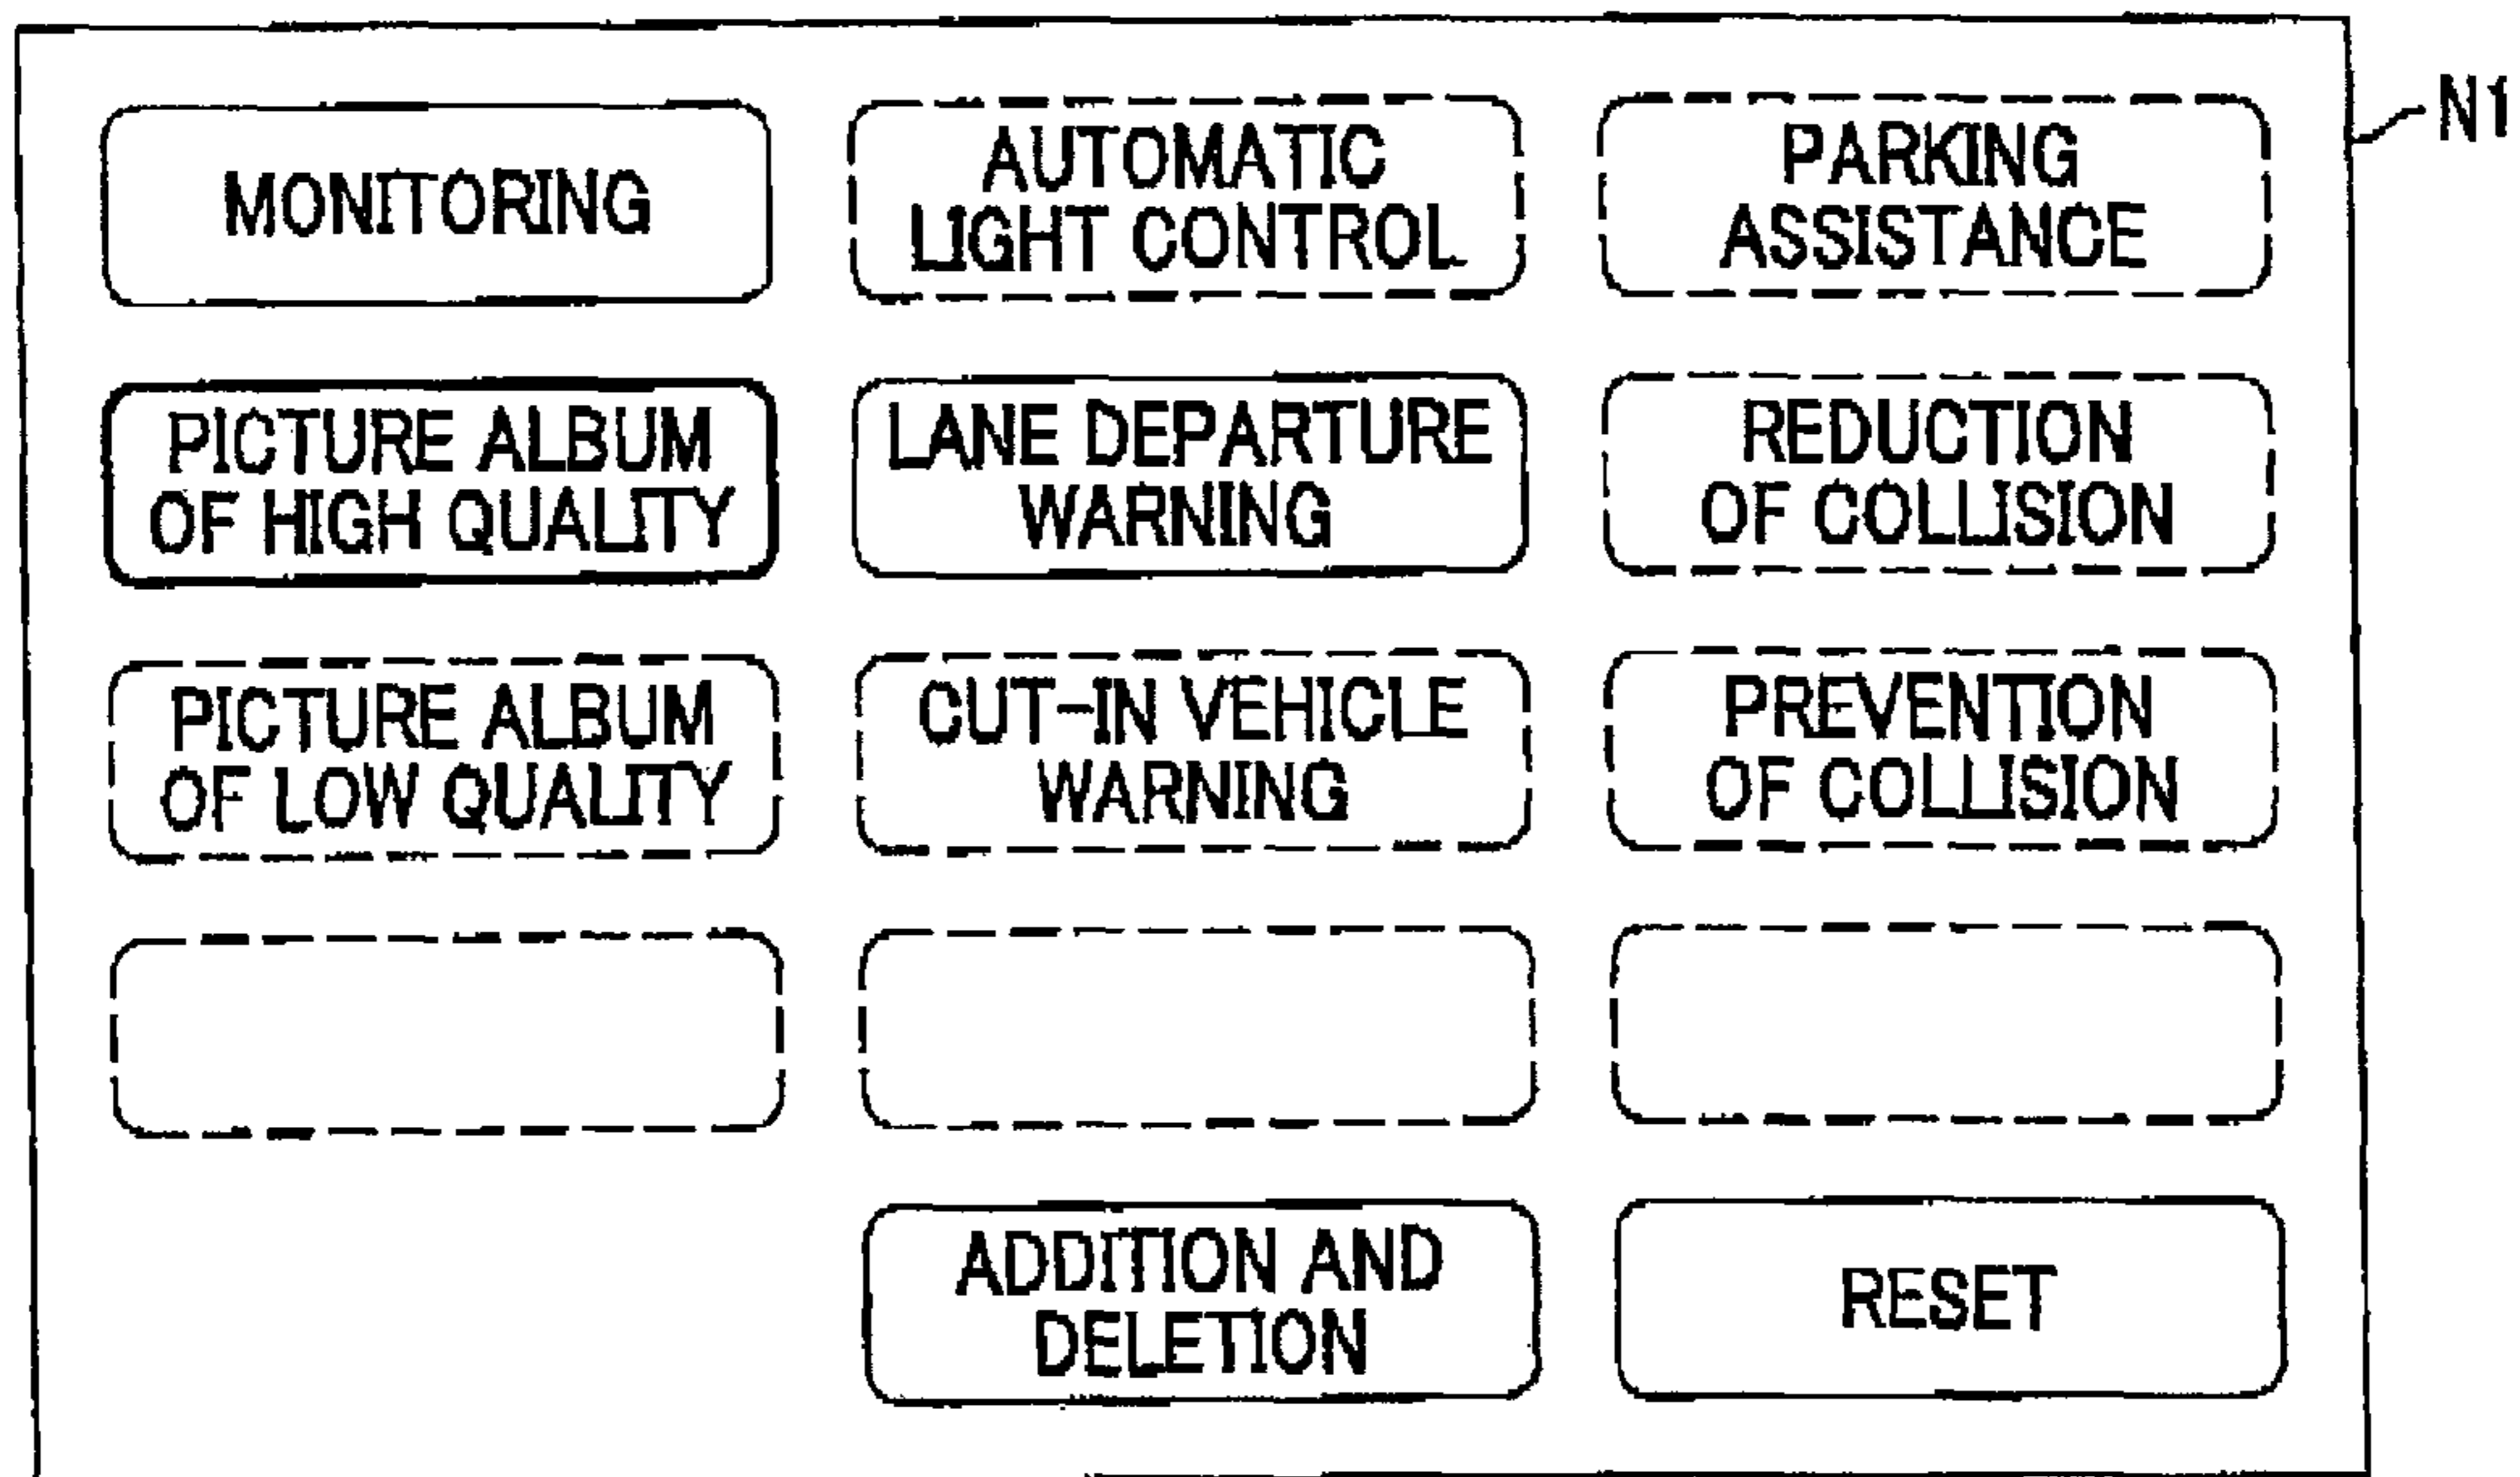 N1
MONITORING
AUTOMATIC
LIGHT CONTROL
PARKING
ASSISTANCE
PICTURE ALBUM
OF HIGH QUALITY
LANE DEPARTURE
WARNING
REDUCTION
OF COLLISION
PICTURE ALBUM
OF LOW QUALITY
CUT-IN VEHICLE
WARNING
PREVENTION
OF COLLISION
ADDITION AND
DELETION
RESET